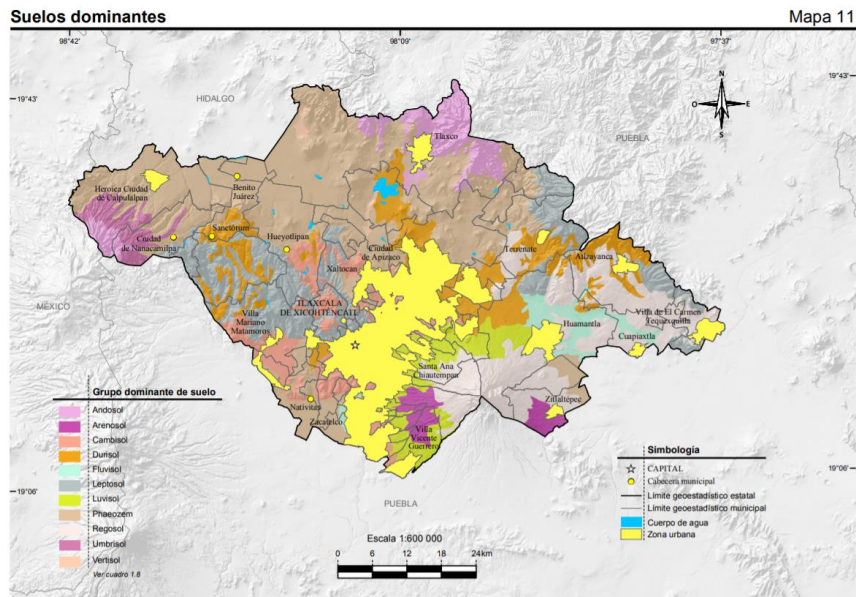 Suelos dominantes
Mapa 11
98°42'
98°09'
97°37'
19°43'
19°43'
HIDALGO
N
O
E
S
PUEBLA
Tlaxco
Heroica Ciudad
de Calpulalpan
Benito
Juárez
Sanctórum
Ciudad
de Nanacamilpa
Hueyotlipan
Xaltocan
Ciudad
de Apizaco
Terrenate
Altzayanca
MÉXICO
TLAXCALA
DE XICOHTÉNCATL
Villa
Mariano
Matamoros
Huamantla
Villa de El Carmen
Tequexquitla
Cuapiaxtla
Santa Ana
Chiautempan
Nativitas
Zacatelco
Villa
Vicente
Guerrero
Zitlaltépec
Grupo dominante de suelo
Andosol
Arenosol
Cambisol
Durisol
Fluvisol
Leptosol
Luvisol
Phaeozem
Regosol
Umbrisol
Vertisol
Ver cuadro 1.8
Simbología
CAPITAL
Cabecera municipal
Límite geoestadístico estatal
Límite geoestadístico municipal
Cuerpo de agua
Zona urbana
19°06'
19°06'
PUEBLA
Escala 1:600 000
0
6
12
18
24km